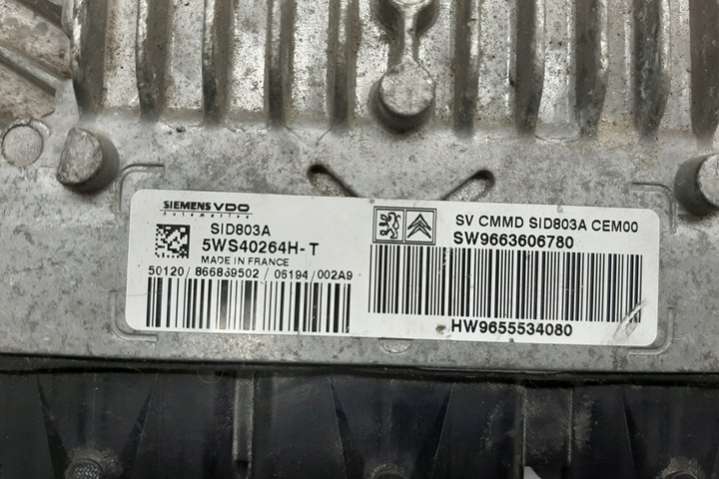 SIEMENS VDO
Automotive
SID803A
5WS40264H-T
MADE IN FRANCE
50120/866839502/06194/002A9
SV CMMD SID803A CEM00
SW9663606780
HW9655534080